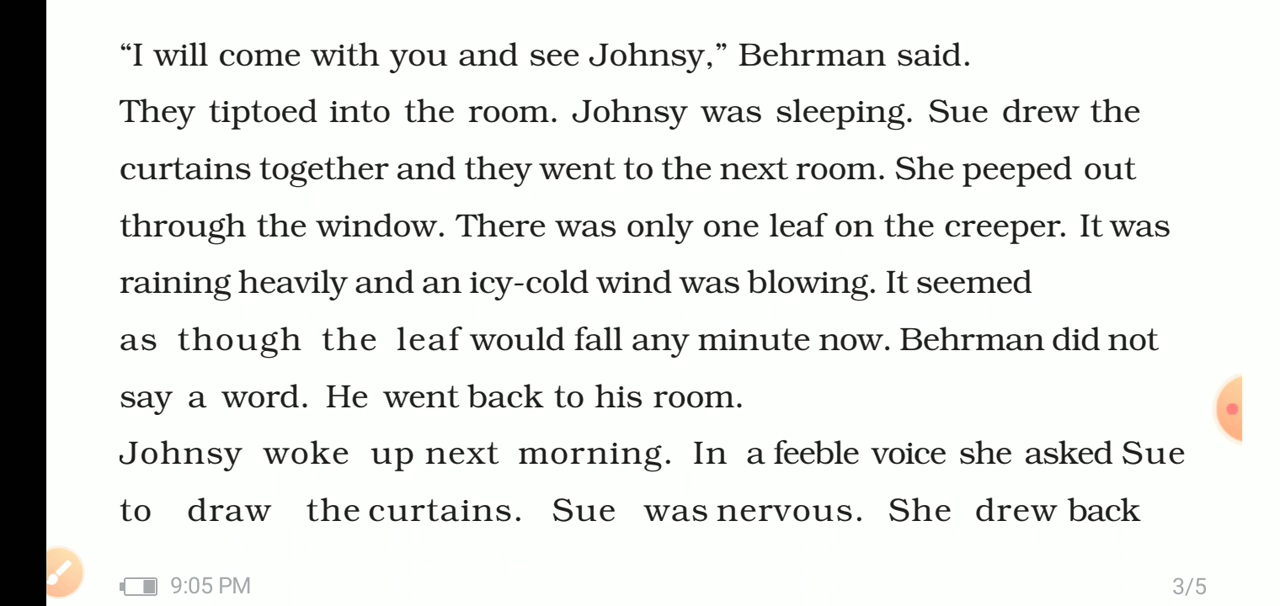 “I will come with you and see Johnsy,” Behrman said.
They tiptoed into the room. Johnsy was sleeping. Sue drew the
curtains together and they went to the next room. She peeped out
through the window. There was only one leaf on the creeper. It was
raining heavily and an icy-cold wind was blowing. It seemed
as though the leaf would fall any minute now. Behrman did not
say a word. He went back to his room.
Johnsy woke up next morning. In a feeble voice she asked Sue
to draw the curtains. Sue was nervous. She drew back
9:05 PM
3/5